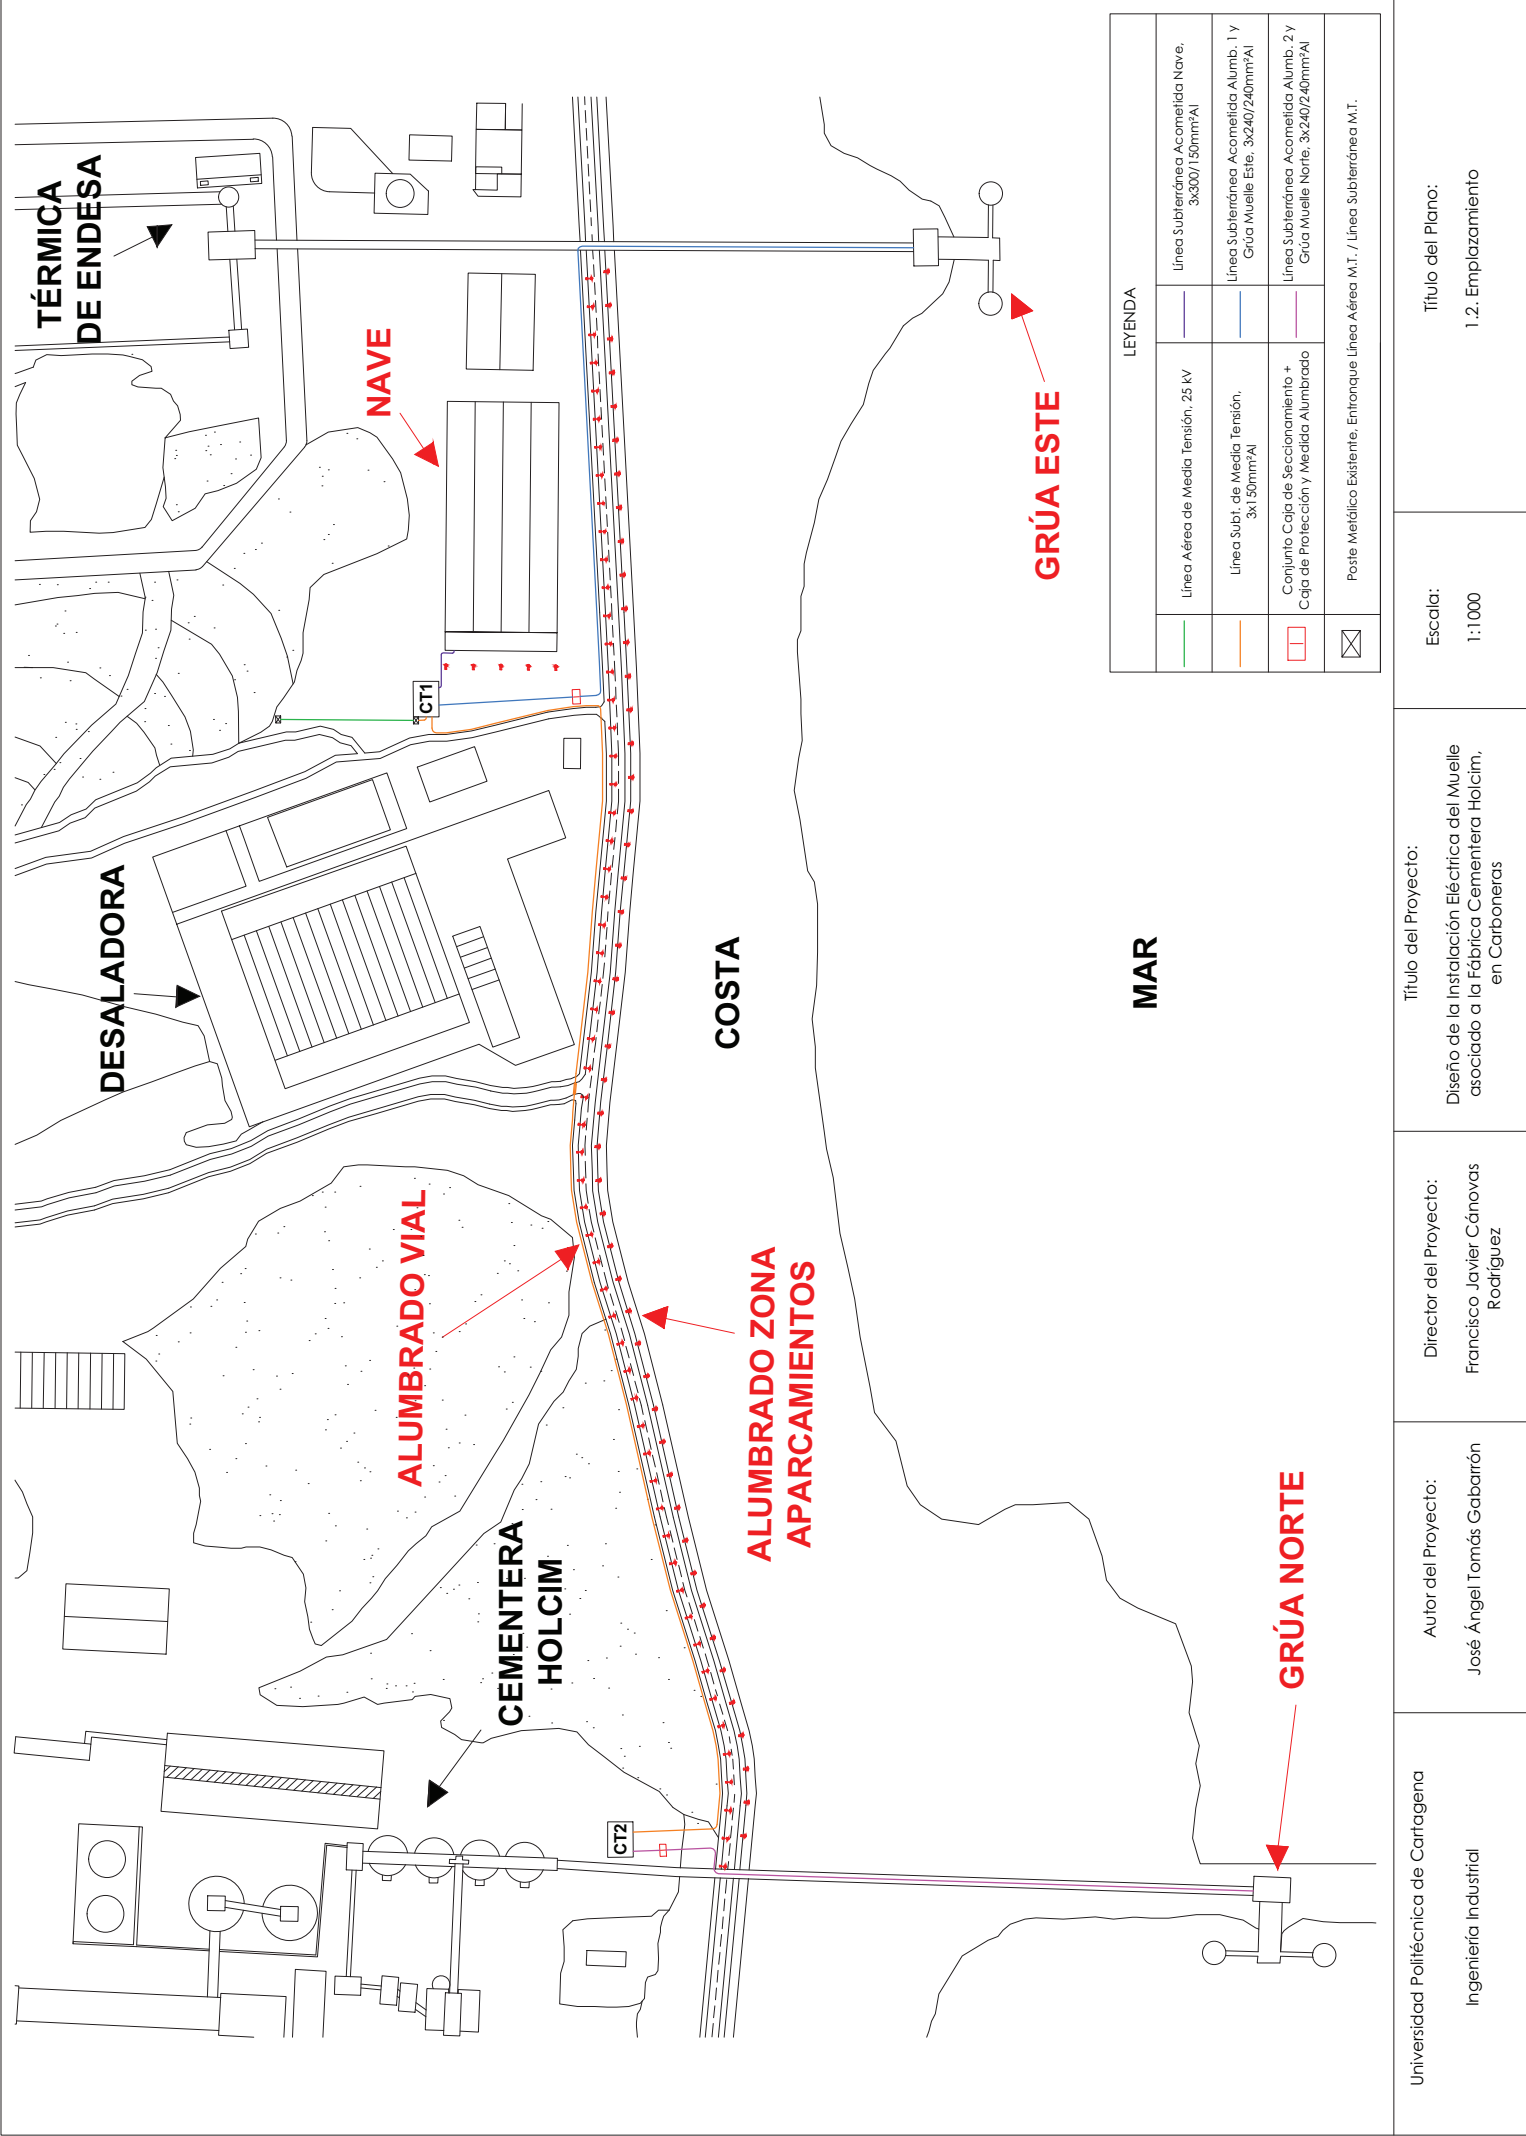 TÉRMICA
DE ENDESA
NAVE
DESALADORA
CT1
ALUMBRADO VIAL
ALUMBRADO ZONA
APARCAMIENTOS
CEMENTERA
HOLCIM
CT2
COSTA
MAR
GRÚA ESTE
GRÚA NORTE
LEYENDA
Línea Aérea de Media Tensión, 25 kV
Línea Subterránea Acometida Nave,
3x300/150mm²Al
Línea Subt. de Media Tensión,
3x150mm²Al
Línea Subterránea Acometida Alumb. 1 y
Grúa Muelle Este, 3x240/240mm²Al
Conjunto Caja de Seccionamiento +
Caja de Protección y Medida Alumbrado
Línea Subterránea Acometida Alumb. 2 y
Grúa Muelle Norte, 3x240/240mm²Al
Poste Metálico Existente, Entronque Línea Aérea M.T. / Línea Subterránea M.T.
Universidad Politécnica de Cartagena
Ingeniería Industrial
Autor del Proyecto:
José Ángel Tomás Gabarrón
Director del Proyecto:
Francisco Javier Cánovas
Rodríguez
Título del Proyecto:
Diseño de la Instalación Eléctrica del Muelle
asociado a la Fábrica Cementera Holcim,
en Carboneras
Escala:
1:1000
Título del Plano:
1.2. Emplazamiento